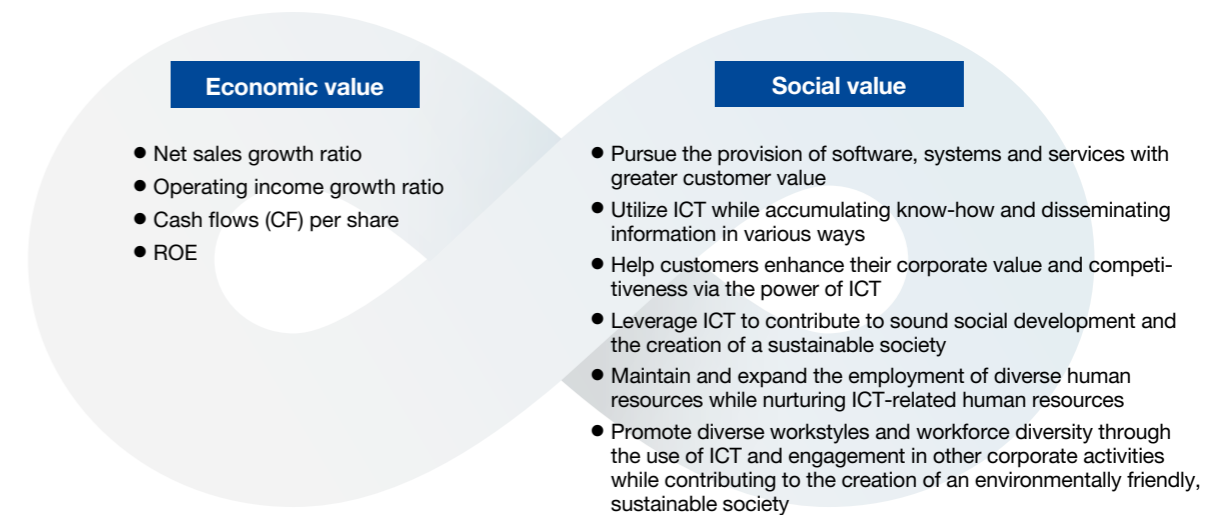 Economic value
● Net sales growth ratio
● Operating income growth ratio
● Cash flows (CF) per share
● ROE
Social value
● Pursue the provision of software, systems and services with
greater customer value
● Utilize ICT while accumulating know-how and disseminating
information in various ways
● Help customers enhance their corporate value and competi-
tiveness via the power of ICT
● Leverage ICT to contribute to sound social development and
the creation of a sustainable society
● Maintain and expand the employment of diverse human
resources while nurturing ICT-related human resources
● Promote diverse workstyles and workforce diversity through
the use of ICT and engagement in other corporate activities
while contributing to the creation of an environmentally friendly,
sustainable society